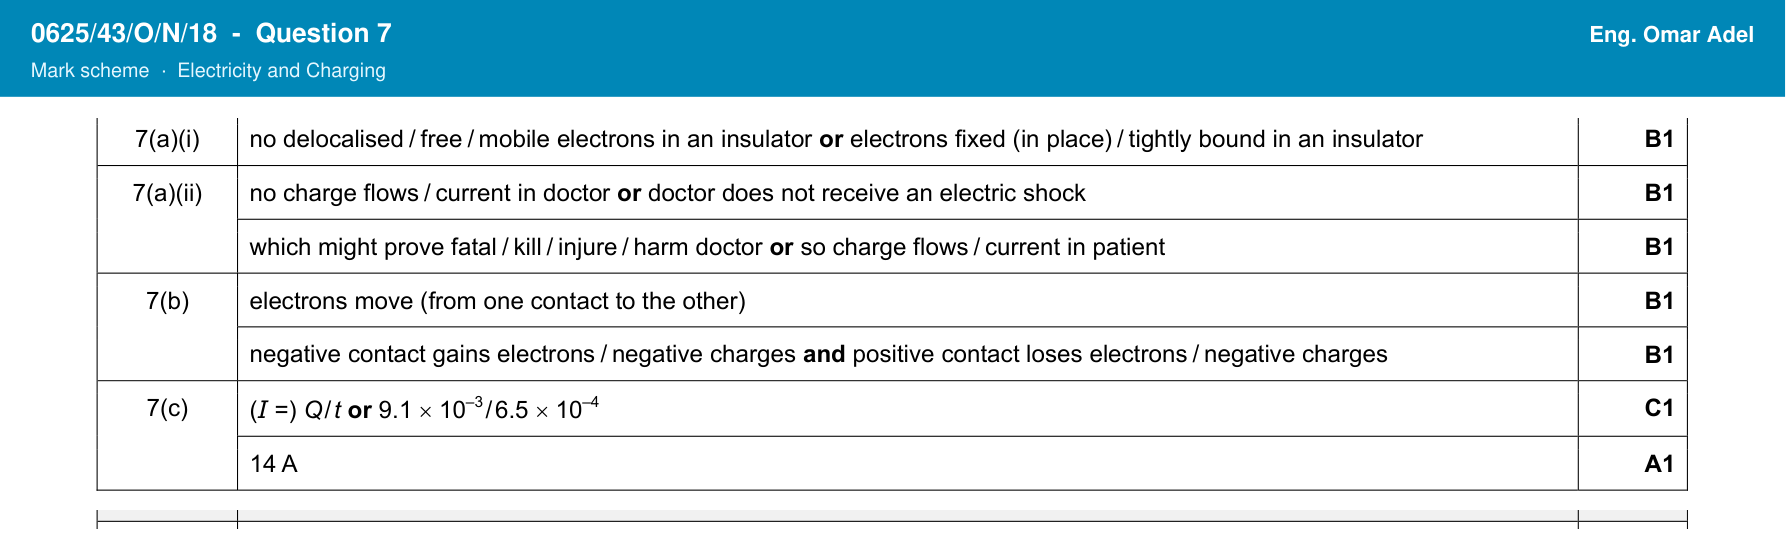 0625/43/O/N/18 - Question 7
Eng. Omar Adel
Mark scheme · Electricity and Charging
7(a)(i) no delocalised / free / mobile electrons in an insulator or electrons fixed (in place) / tightly bound in an insulator B1
7(a)(ii) no charge flows / current in doctor or doctor does not receive an electric shock B1
which might prove fatal / kill / injure / harm doctor or so charge flows / current in patient B1
7(b) electrons move (from one contact to the other) B1
negative contact gains electrons / negative charges and positive contact loses electrons / negative charges B1
7(c) (I =) Q/t or 9.1 × 10⁻³/6.5 × 10⁻⁴ C1
14 A A1